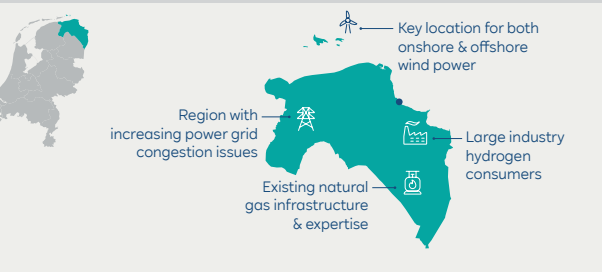 Key location for both
onshore & offshore
wind power
Region with
increasing power grid
congestion issues
Large industry
hydrogen
consumers
Existing natural
gas infrastructure
& expertise